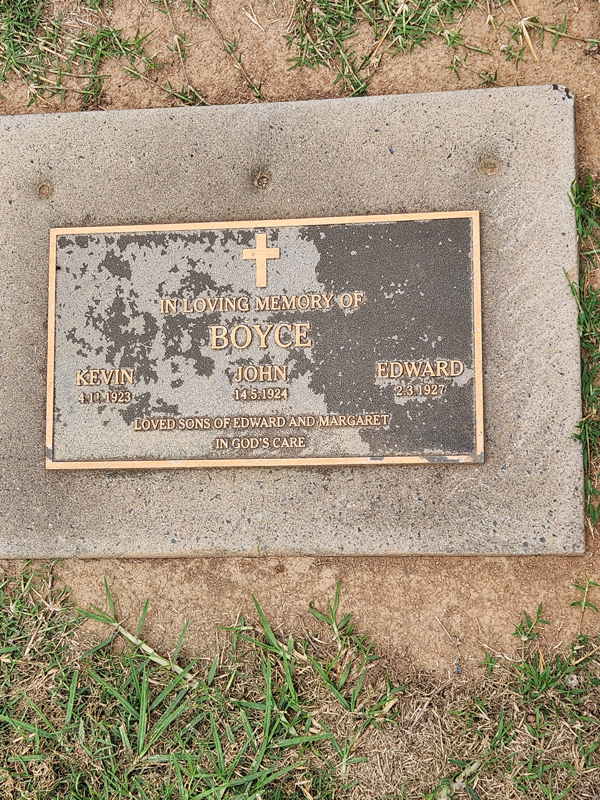 IN LOVING MEMORY OF
BOYCE
KEVIN JOHN EDWARD
4.11.1923 14.5.1924 2.3.1927
LOVED SONS OF EDWARD AND MARGARET
IN GOD'S CARE